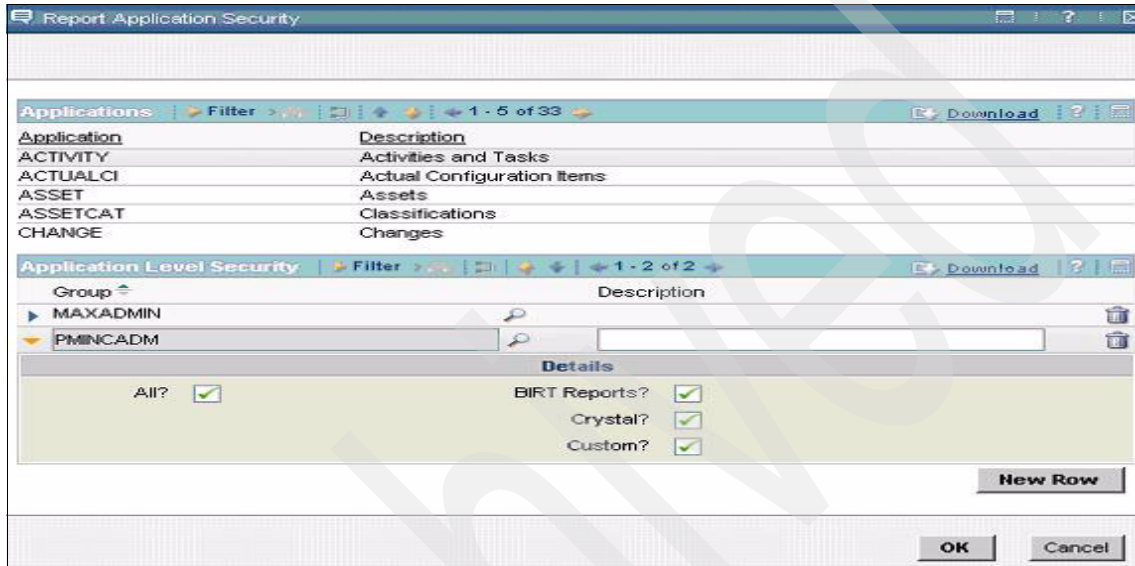 Report Application Security ?
Applications Filter 1 - 5 of 33 Download ?
Application Description
ACTIVITY Activities and Tasks
ACTUALCI Actual Configuration Items
ASSET Assets
ASSETCAT Classifications
CHANGE Changes
Application Level Security Filter 1 - 2 of 2 Download ?
Group Description
MAXADMIN
PMINCADM
Details
All? BIRT Reports?
Crystal?
Custom?
New Row
OK Cancel